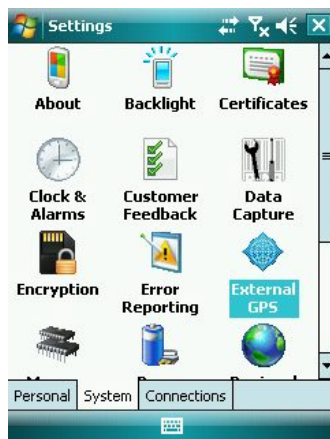 Settings
About Backlight Certificates
Clock & Customer Data
Alarms Feedback Capture
Encryption Error External
Reporting GPS
Personal System Connections